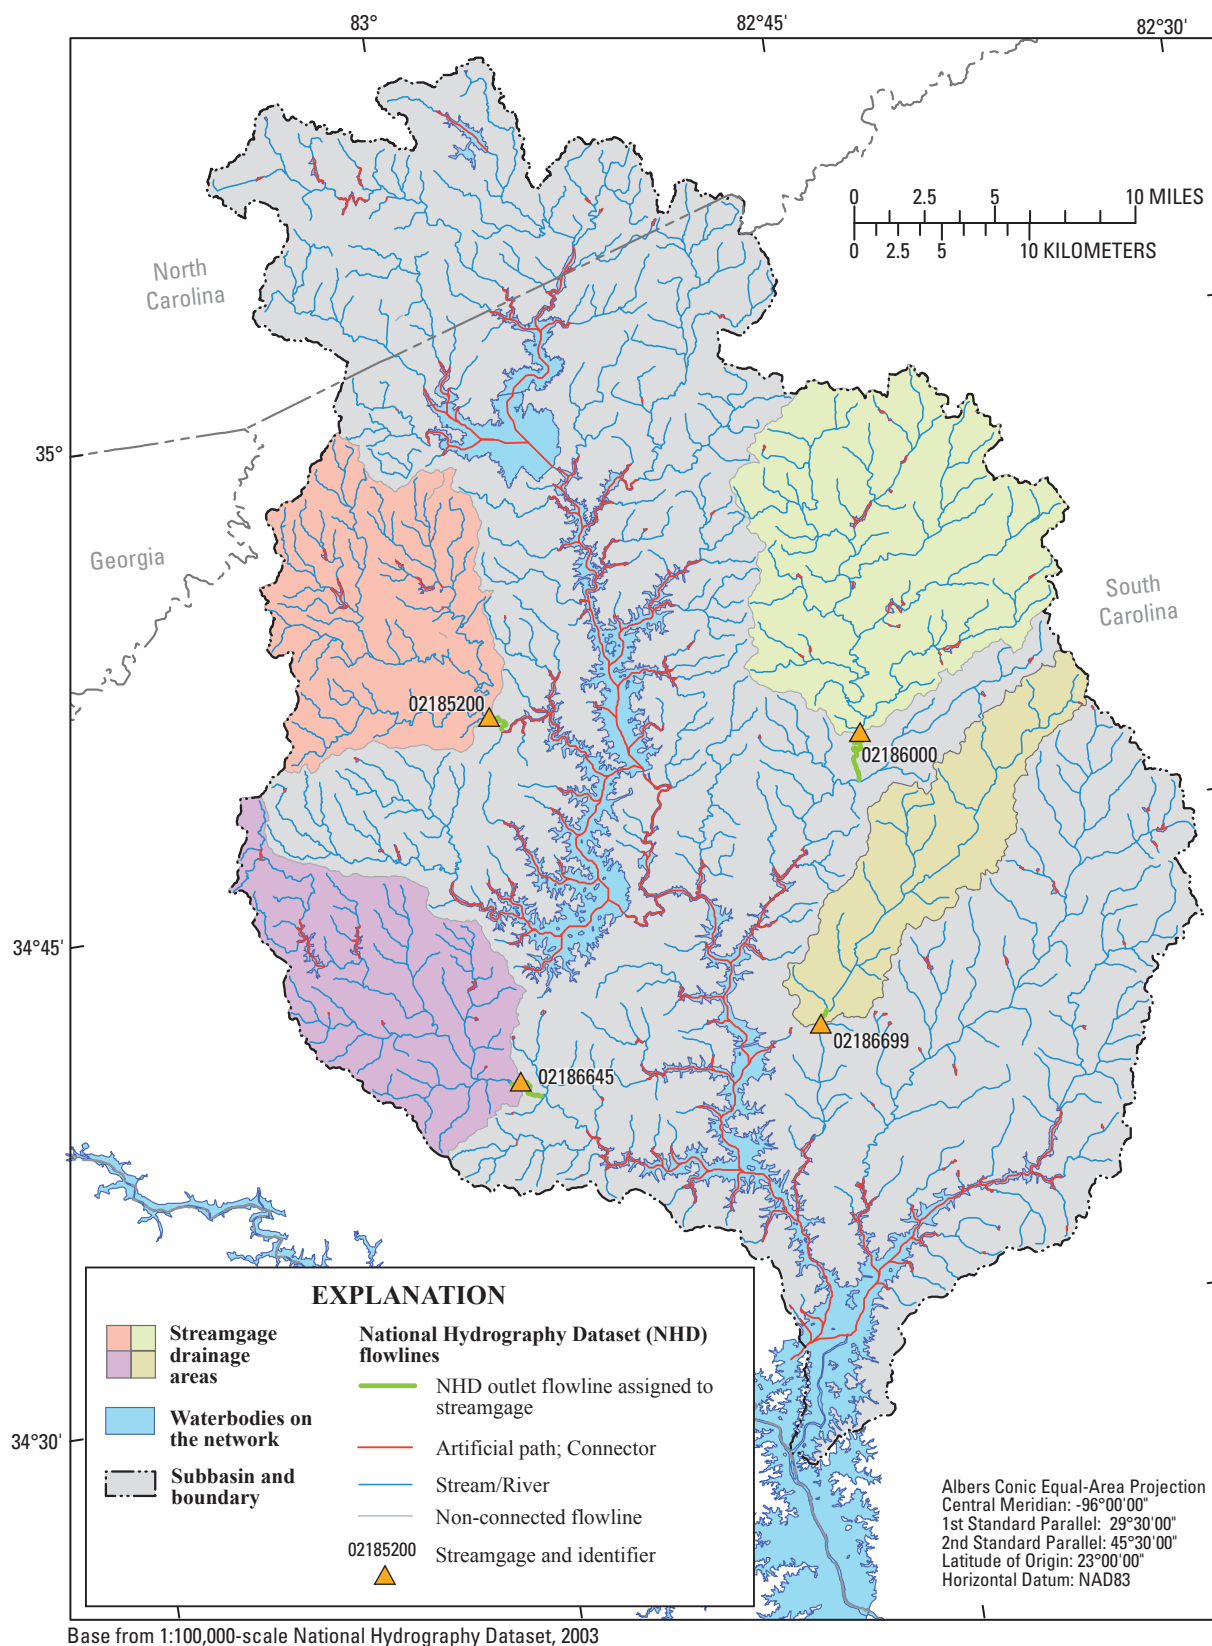 83°
82°45'
82°30'
0 2.5 5 10 MILES
0 2.5 5 10 KILOMETERS
North
Carolina
35°
Georgia
South
Carolina
02185200
02186000
34°45'
02186699
02186645
EXPLANATION
Streamgage
drainage
areas
Waterbodies on
the network
Subbasin and
boundary
National Hydrography Dataset (NHD)
flowlines
NHD outlet flowline assigned to
streamgage
Artificial path; Connector
Stream/River
Non-connected flowline
02185200
Streamgage and identifier
34°30'
Albers Conic Equal-Area Projection
Central Meridian: -96°00'00"
1st Standard Parallel: 29°30'00"
2nd Standard Parallel: 45°30'00"
Latitude of Origin: 23°00'00"
Horizontal Datum: NAD83
Base from 1:100,000-scale National Hydrography Dataset, 2003